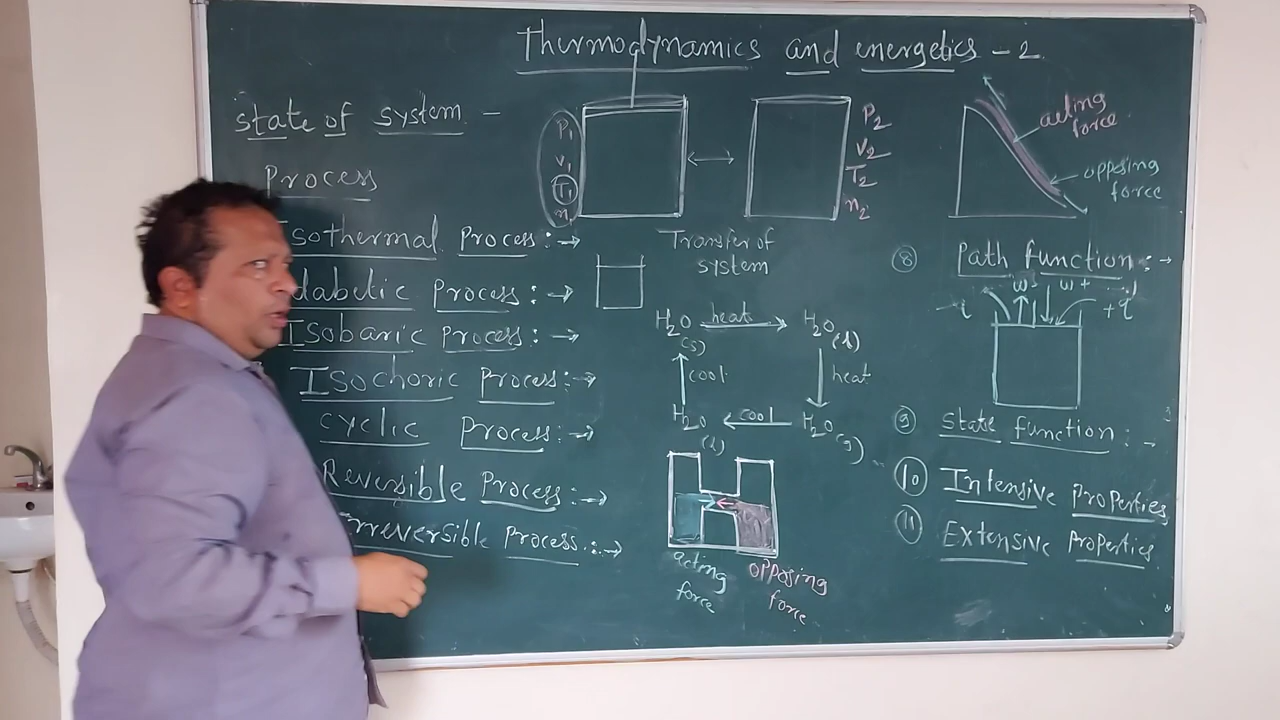 Thermodynamics and energetics - 2
state of system -
Process
Isothermal Process :→
dabetic Process :→
Isobaric Process :→
Isochoric Process :→
cyclic Process :→
Reversible Process :→
rreversible Process :→
P1
V1
T1
n1
P2
V2
T2
n2
Transfer of
system
H2O (s) heat → H2O (l)
cool
heat
H2O (l) cool ← H2O (g)
acting
force
opposing
force
acting
force
opposing
force
8 Path function :→
-q w- w+ +q
9 State function :-
10 Intensive Properties
11 Extensive Properties